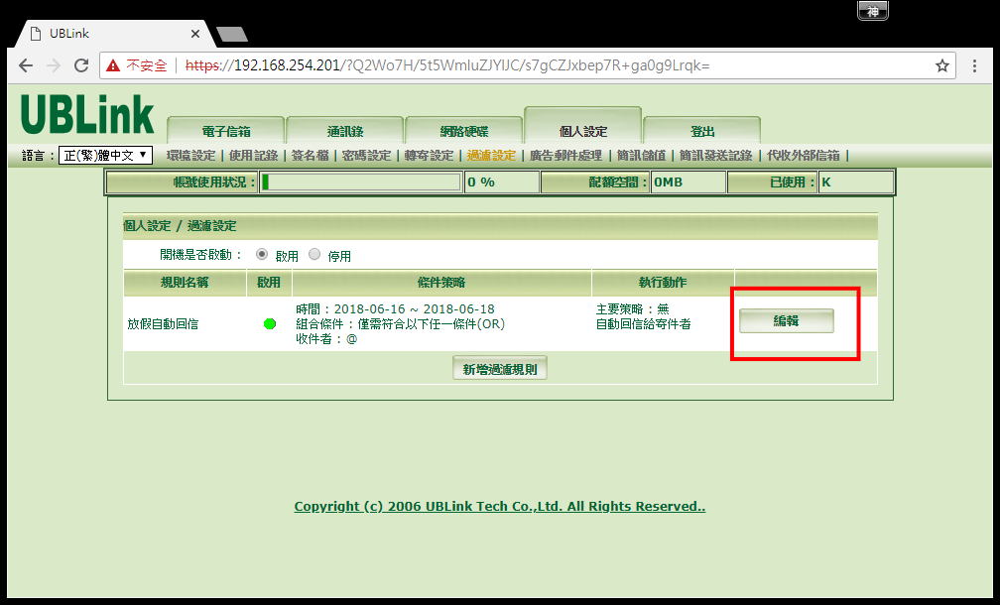 神
UBLink
不安全 | https://192.168.254.201/?Q2Wo7H/5t5WmIuZJYIJC/s7gCZJxbep7R+ga0g9Lrqk=
UBLink
電子信箱 通訊錄 網路硬碟 個人設定 登出
語言： 正(繁)體中文 環境設定 | 使用記錄 | 簽名檔 | 密碼設定 | 轉寄設定 | 過濾設定 | 廣告郵件處理 | 簡訊儲值 | 簡訊發送記錄 | 代收外部信箱 |
帳號使用狀況： 0 % 配額空間： 0MB 已使用： K
個人設定 / 過濾設定
開機是否啟動： 啟用 停用
規則名稱 啟用 條件策略 執行動作
時間：2018-06-16 ~ 2018-06-18 主要策略：無
放假自動回信 組合條件：僅需符合以下任一條件(OR) 自動回信給寄件者 編輯
收件者：@
新增過濾規則
Copyright (c) 2006 UBLink Tech Co.,Ltd. All Rights Reserved..